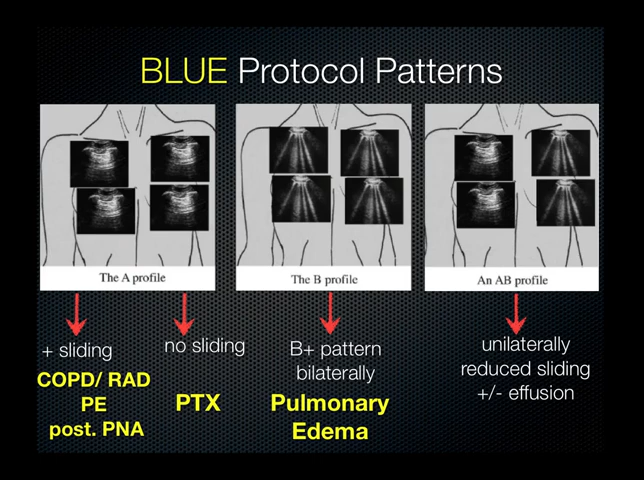 BLUE Protocol Patterns
The A profile
The B profile
An AB profile
+ sliding
COPD/ RAD
PE
post. PNA
no sliding
PTX
B+ pattern
bilaterally
Pulmonary
Edema
unilaterally
reduced sliding
+/- effusion